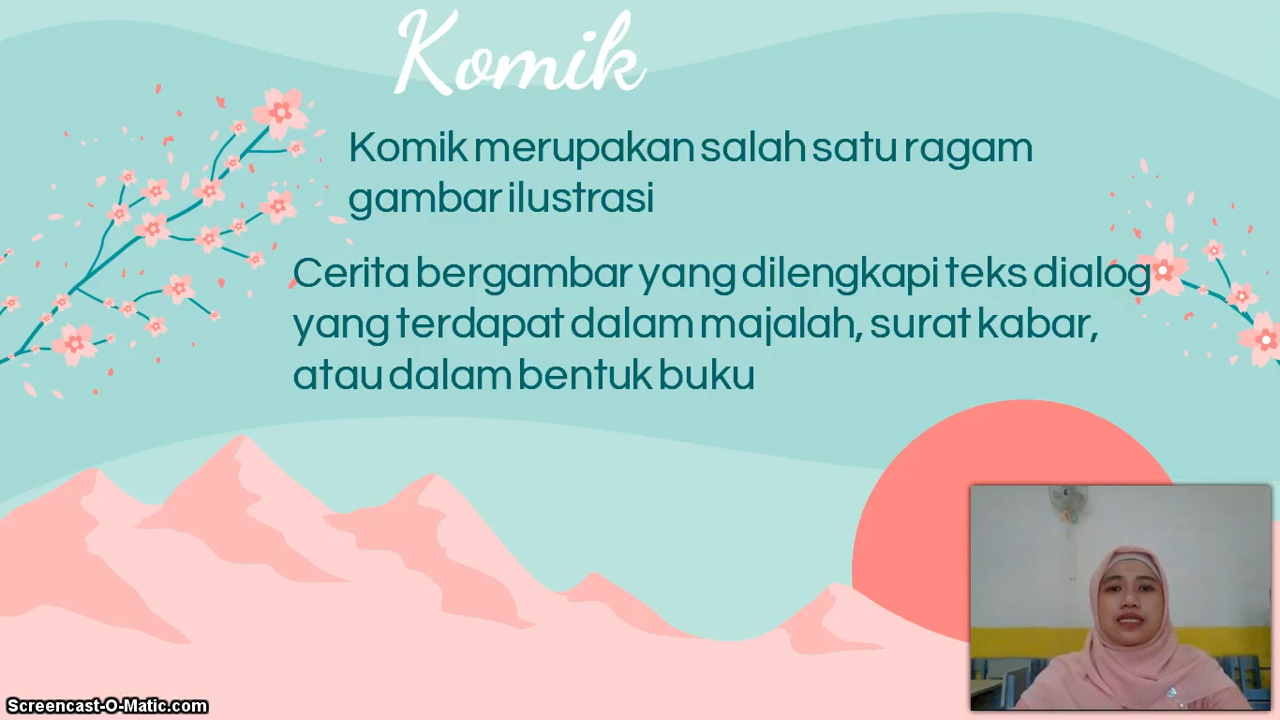 Komik
Komik merupakan salah satu ragam
gambar ilustrasi
Cerita bergambar yang dilengkapi teks dialog
yang terdapat dalam majalah, surat kabar,
atau dalam bentuk buku
Screencast-O-Matic.com